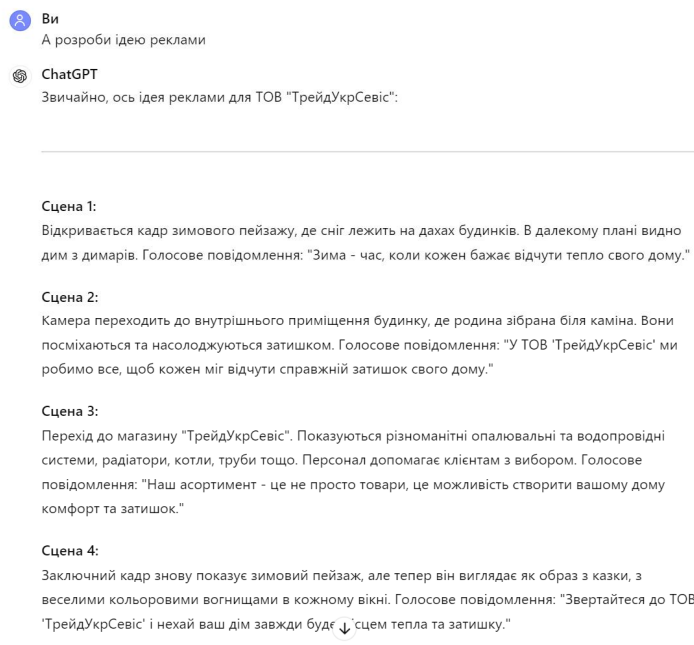 Ви
А розроби ідею реклами
ChatGPT
Звичайно, ось ідея реклами для ТОВ "ТрейдУкрСевіс":
Сцена 1:
Відкривається кадр зимового пейзажу, де сніг лежить на дахах будинків. В далекому плані видно
дим з димарів. Голосове повідомлення: "Зима - час, коли кожен бажає відчути тепло свого дому."
Сцена 2:
Камера переходить до внутрішнього приміщення будинку, де родина зібрана біля каміна. Вони
посміхаються та насолоджуються затишком. Голосове повідомлення: "У ТОВ 'ТрейдУкрСевіс' ми
робимо все, щоб кожен міг відчути справжній затишок свого дому."
Сцена 3:
Перехід до магазину "ТрейдУкрСевіс". Показуються різноманітні опалювальні та водопровідні
системи, радіатори, котли, труби тощо. Персонал допомагає клієнтам з вибором. Голосове
повідомлення: "Наш асортимент - це не просто товари, це можливість створити вашому дому
комфорт та затишок."
Сцена 4:
Заключний кадр знову показує зимовий пейзаж, але тепер він виглядає як образ з казки, з
веселими кольоровими вогнищами в кожному вікні. Голосове повідомлення: "Звертайтеся до ТОВ
'ТрейдУкрСевіс' і нехай ваш дім завжди буде тепла та затишку."